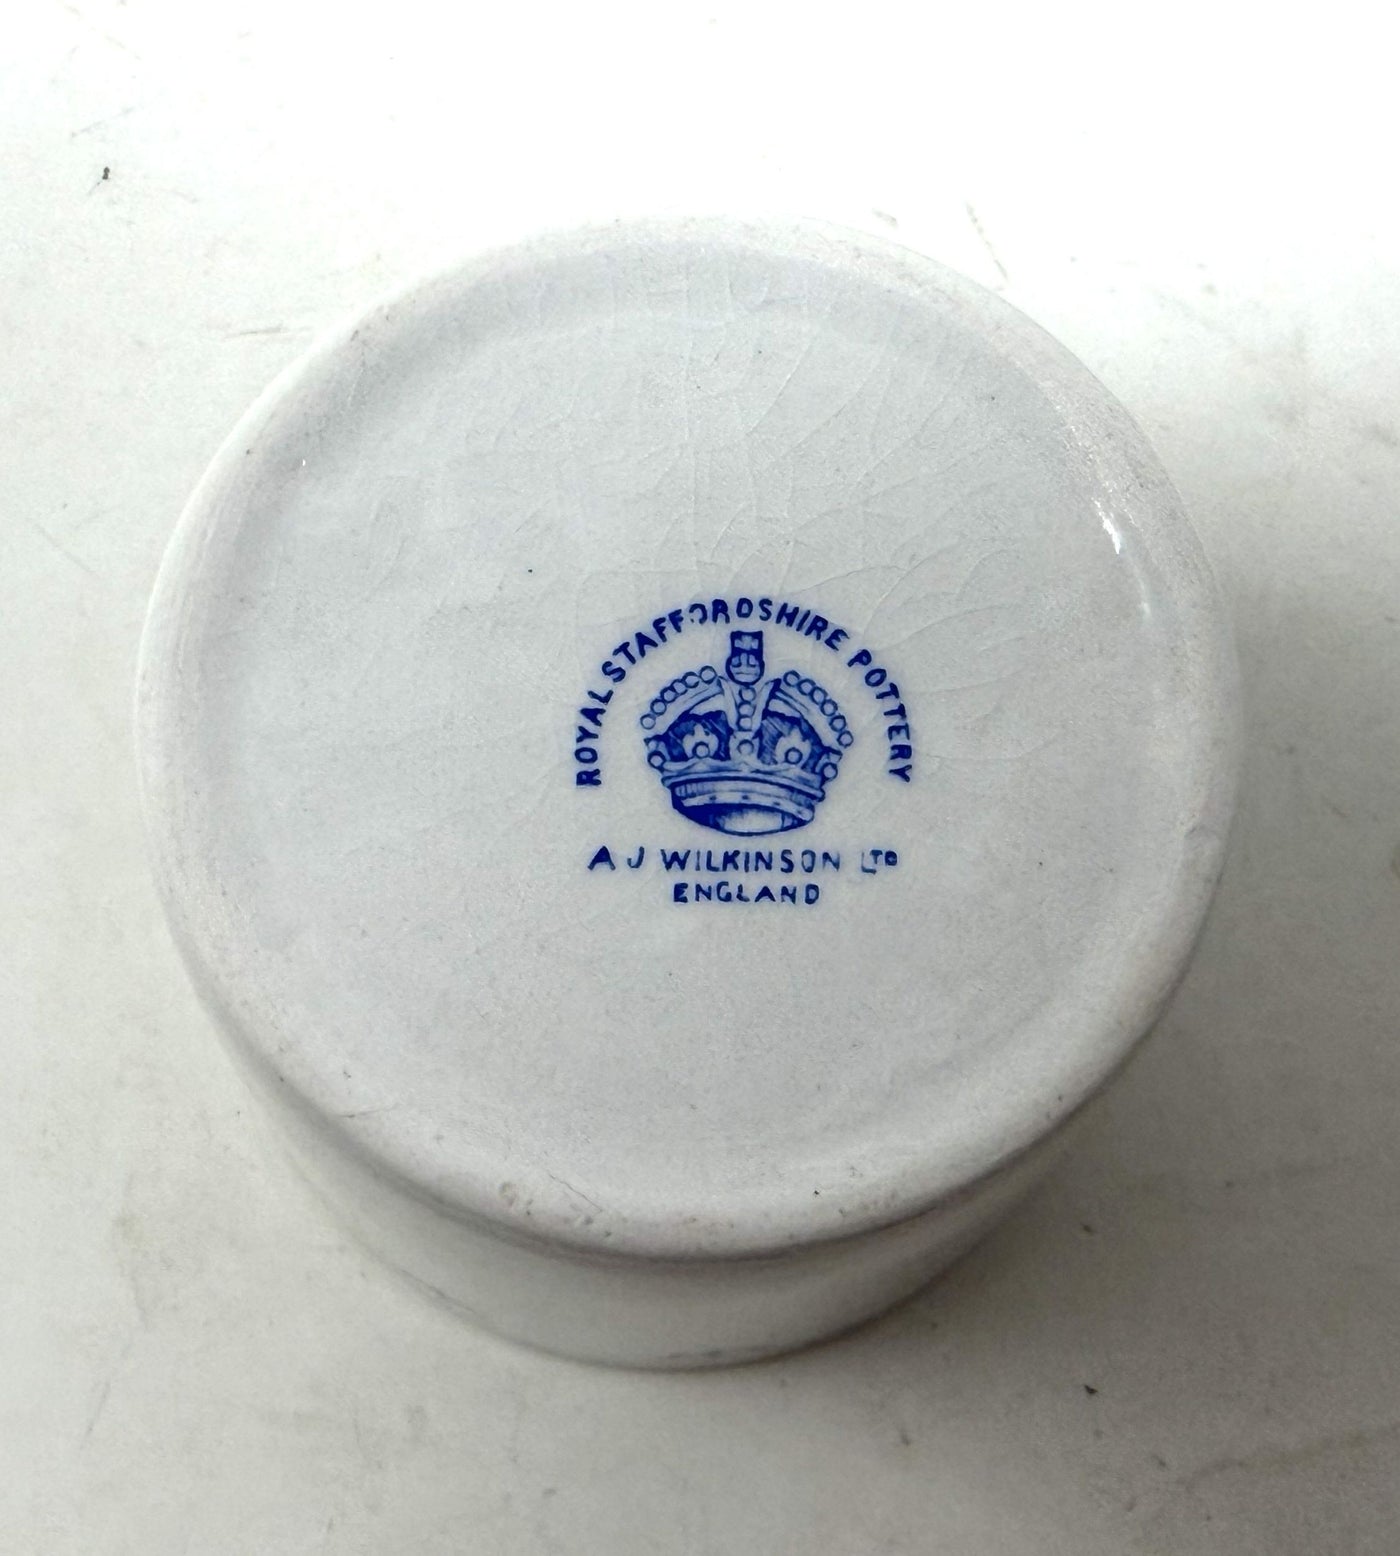 ROYAL STAFFORDSHIRE POTTERY
A J WILKINSON LTD
ENGLAND